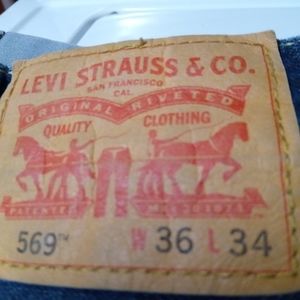 LEVI STRAUSS & CO.
SAN FRANCISCO
CAL.
ORIGINAL RIVETED
QUALITY CLOTHING
569™ W 36 L 34